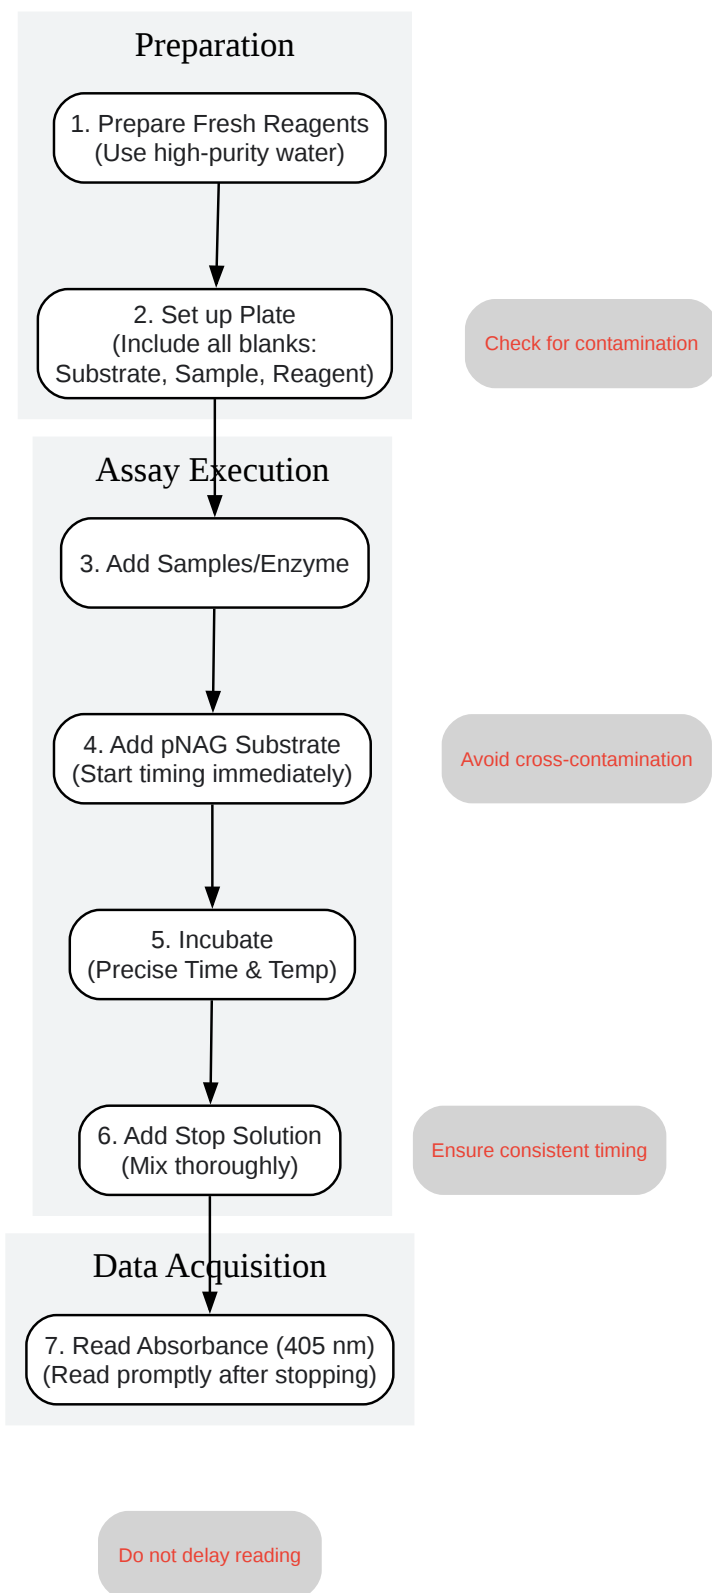 Preparation
1. Prepare Fresh Reagents
(Use high-purity water)
2. Set up Plate
(Include all blanks:
Substrate, Sample, Reagent)
Check for contamination
Assay Execution
3. Add Samples/Enzyme
4. Add pNAG Substrate
(Start timing immediately)
Avoid cross-contamination
5. Incubate
(Precise Time & Temp)
6. Add Stop Solution
(Mix thoroughly)
Ensure consistent timing
Data Acquisition
7. Read Absorbance (405 nm)
(Read promptly after stopping)
Do not delay reading